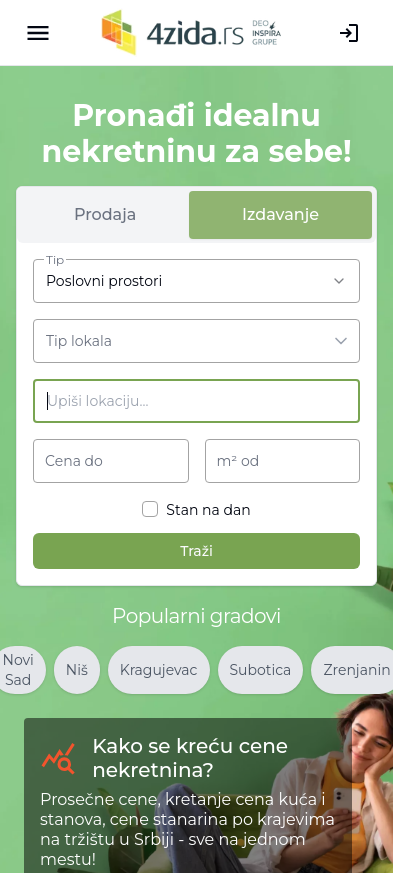 4zida.rs
DEO
INSPIRA
GRUPE
Pronađi idealnu
nekretninu za sebe!
Prodaja
Izdavanje
Tip
Poslovni prostori
Tip lokala
Upiši lokaciju...
Cena do
m² od
Stan na dan
Traži
Popularni gradovi
Novi
Sad
Niš
Kragujevac
Subotica
Zrenjanin
Kako se kreću cene
nekretnina?
Prosečne cene, kretanje cena kuća i
stanova, cene stanarina po krajevima
na tržištu u Srbiji - sve na jednom
mestu!